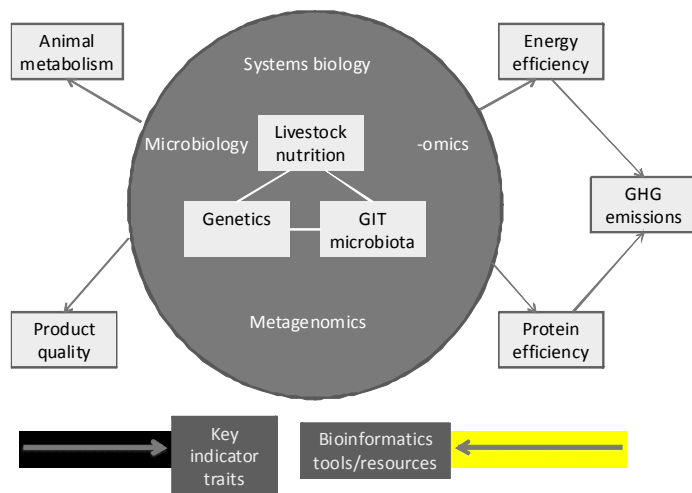 Animal
metabolism
Systems biology
Energy
efficiency
Microbiology
Livestock
nutrition
-omics
Genetics
GIT
microbiota
GHG
emissions
Metagenomics
Product
quality
Protein
efficiency
Key
indicator
traits
Bioinformatics
tools/resources